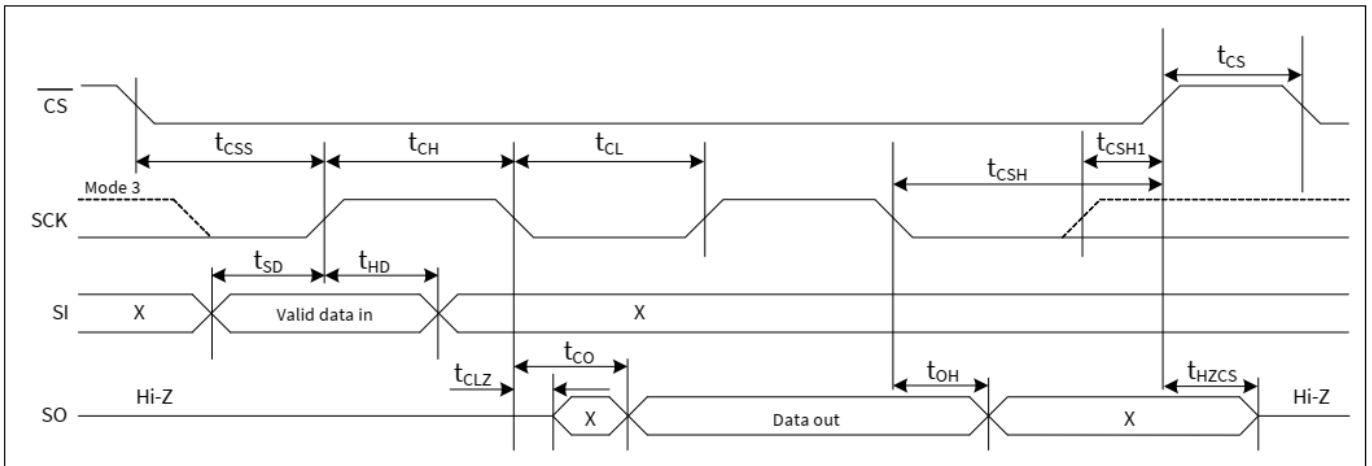 tCS
CS
tCSS
tCH
tCL
tCSH
tCSH1
Mode 3
SCK
tSD
tHD
SI
X
Valid data in
X
tCO
tCLZ
tOH
tHZCS
Hi-Z
Hi-Z
SO
X
Data out
X